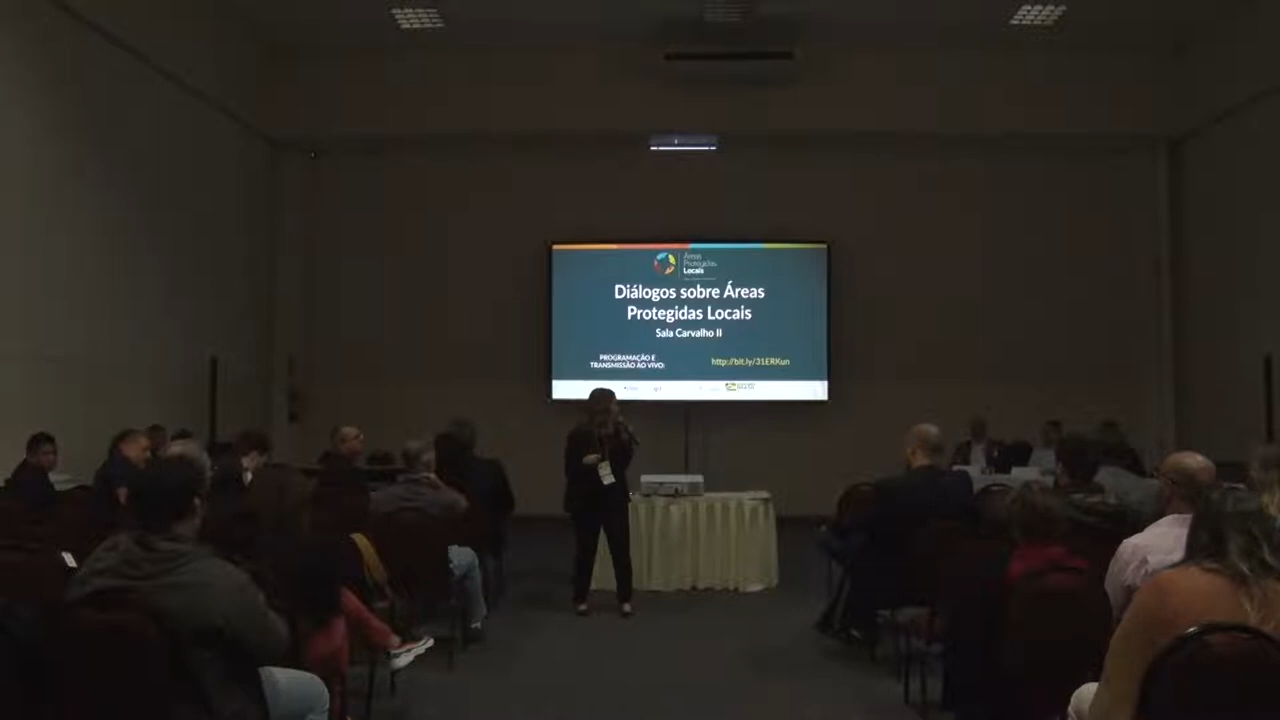 Áreas
Protegidas
Locais
Diálogos sobre Áreas
Protegidas Locais
Sala Carvalho II
PROGRAMAÇÃO E
TRANSMISSÃO AO VIVO:
http://bit.ly/31ERKun